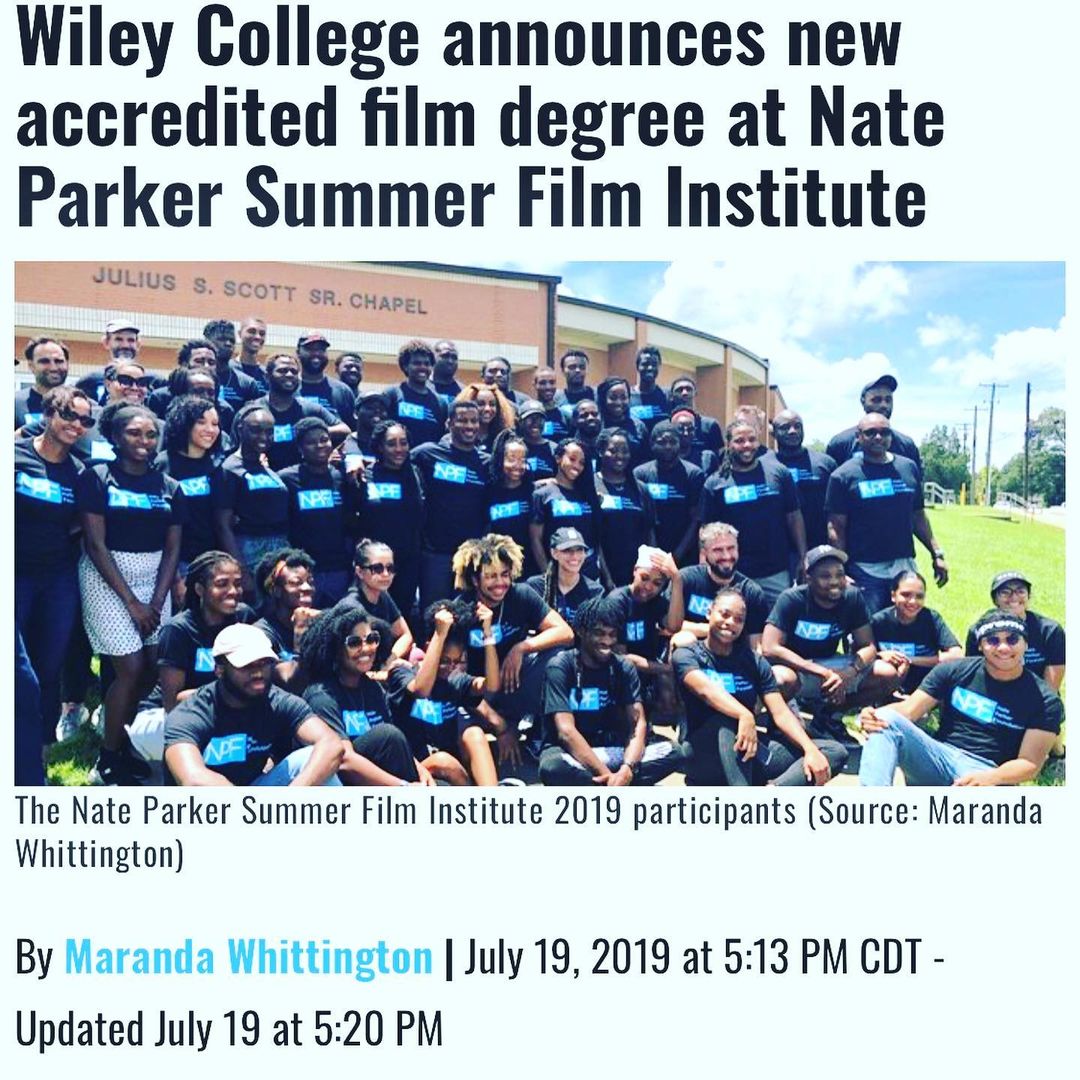 Wiley College announces new
accredited film degree at Nate
Parker Summer Film Institute
JULIUS S. SCOTT SR. CHAPEL
NPF
The Nate Parker Summer Film Institute 2019 participants (Source: Maranda
Whittington)
By Maranda Whittington | July 19, 2019 at 5:13 PM CDT -
Updated July 19 at 5:20 PM